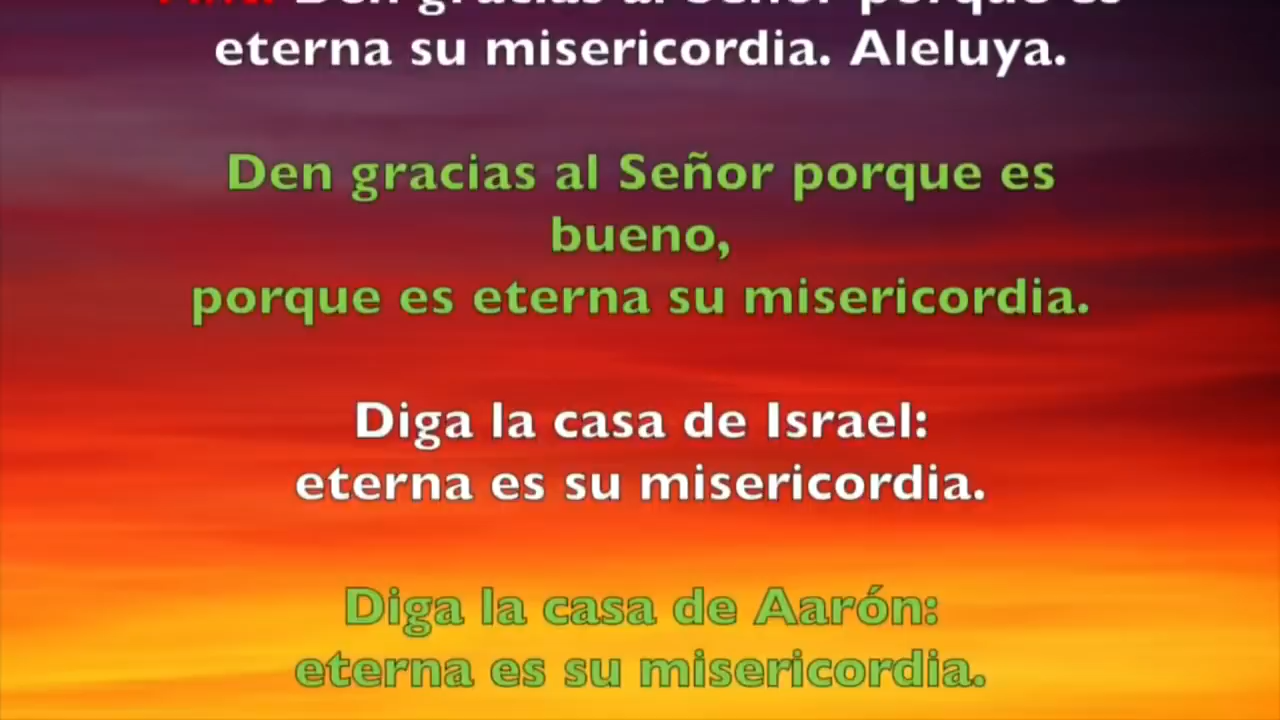 Den gracias al Señor porque es
eterna su misericordia. Aleluya.
Den gracias al Señor porque es
bueno,
porque es eterna su misericordia.
Diga la casa de Israel:
eterna es su misericordia.
Diga la casa de Aarón:
eterna es su misericordia.